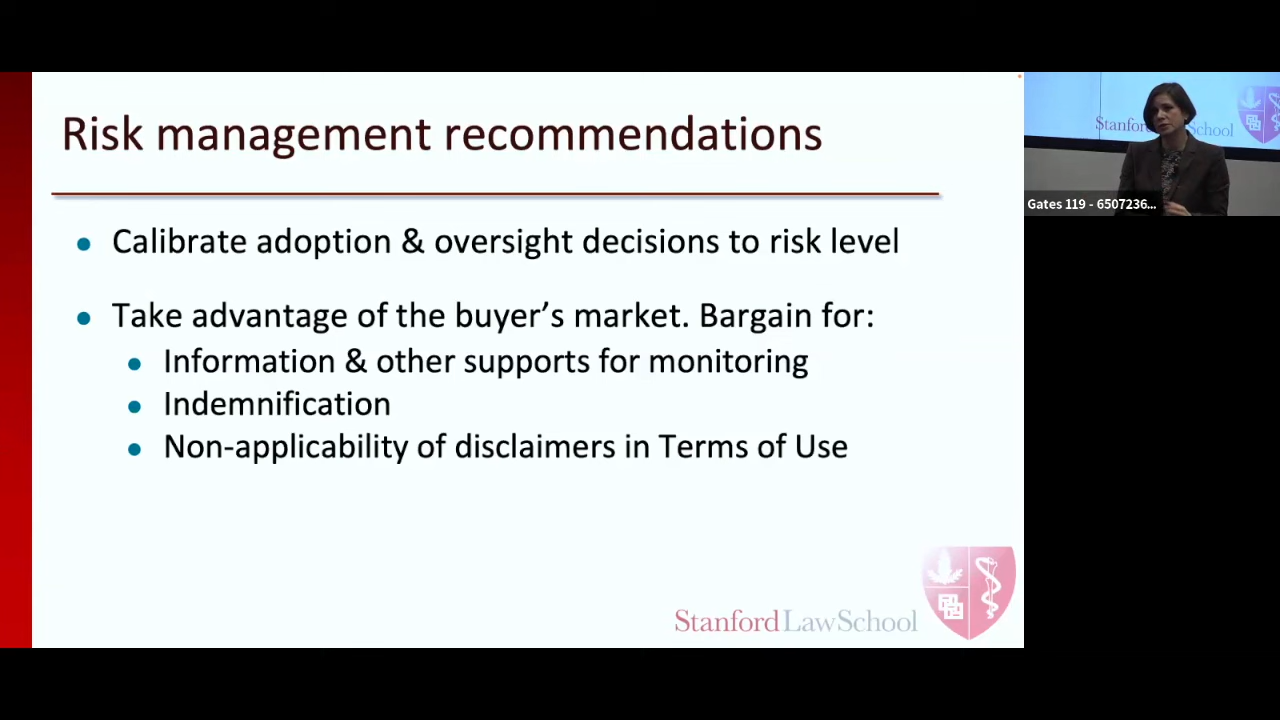 Risk management recommendations
Calibrate adoption & oversight decisions to risk level
Take advantage of the buyer's market. Bargain for:
Information & other supports for monitoring
Indemnification
Non-applicability of disclaimers in Terms of Use
StanfordLawSchool
Stanford School
Gates 119 - 6507236...